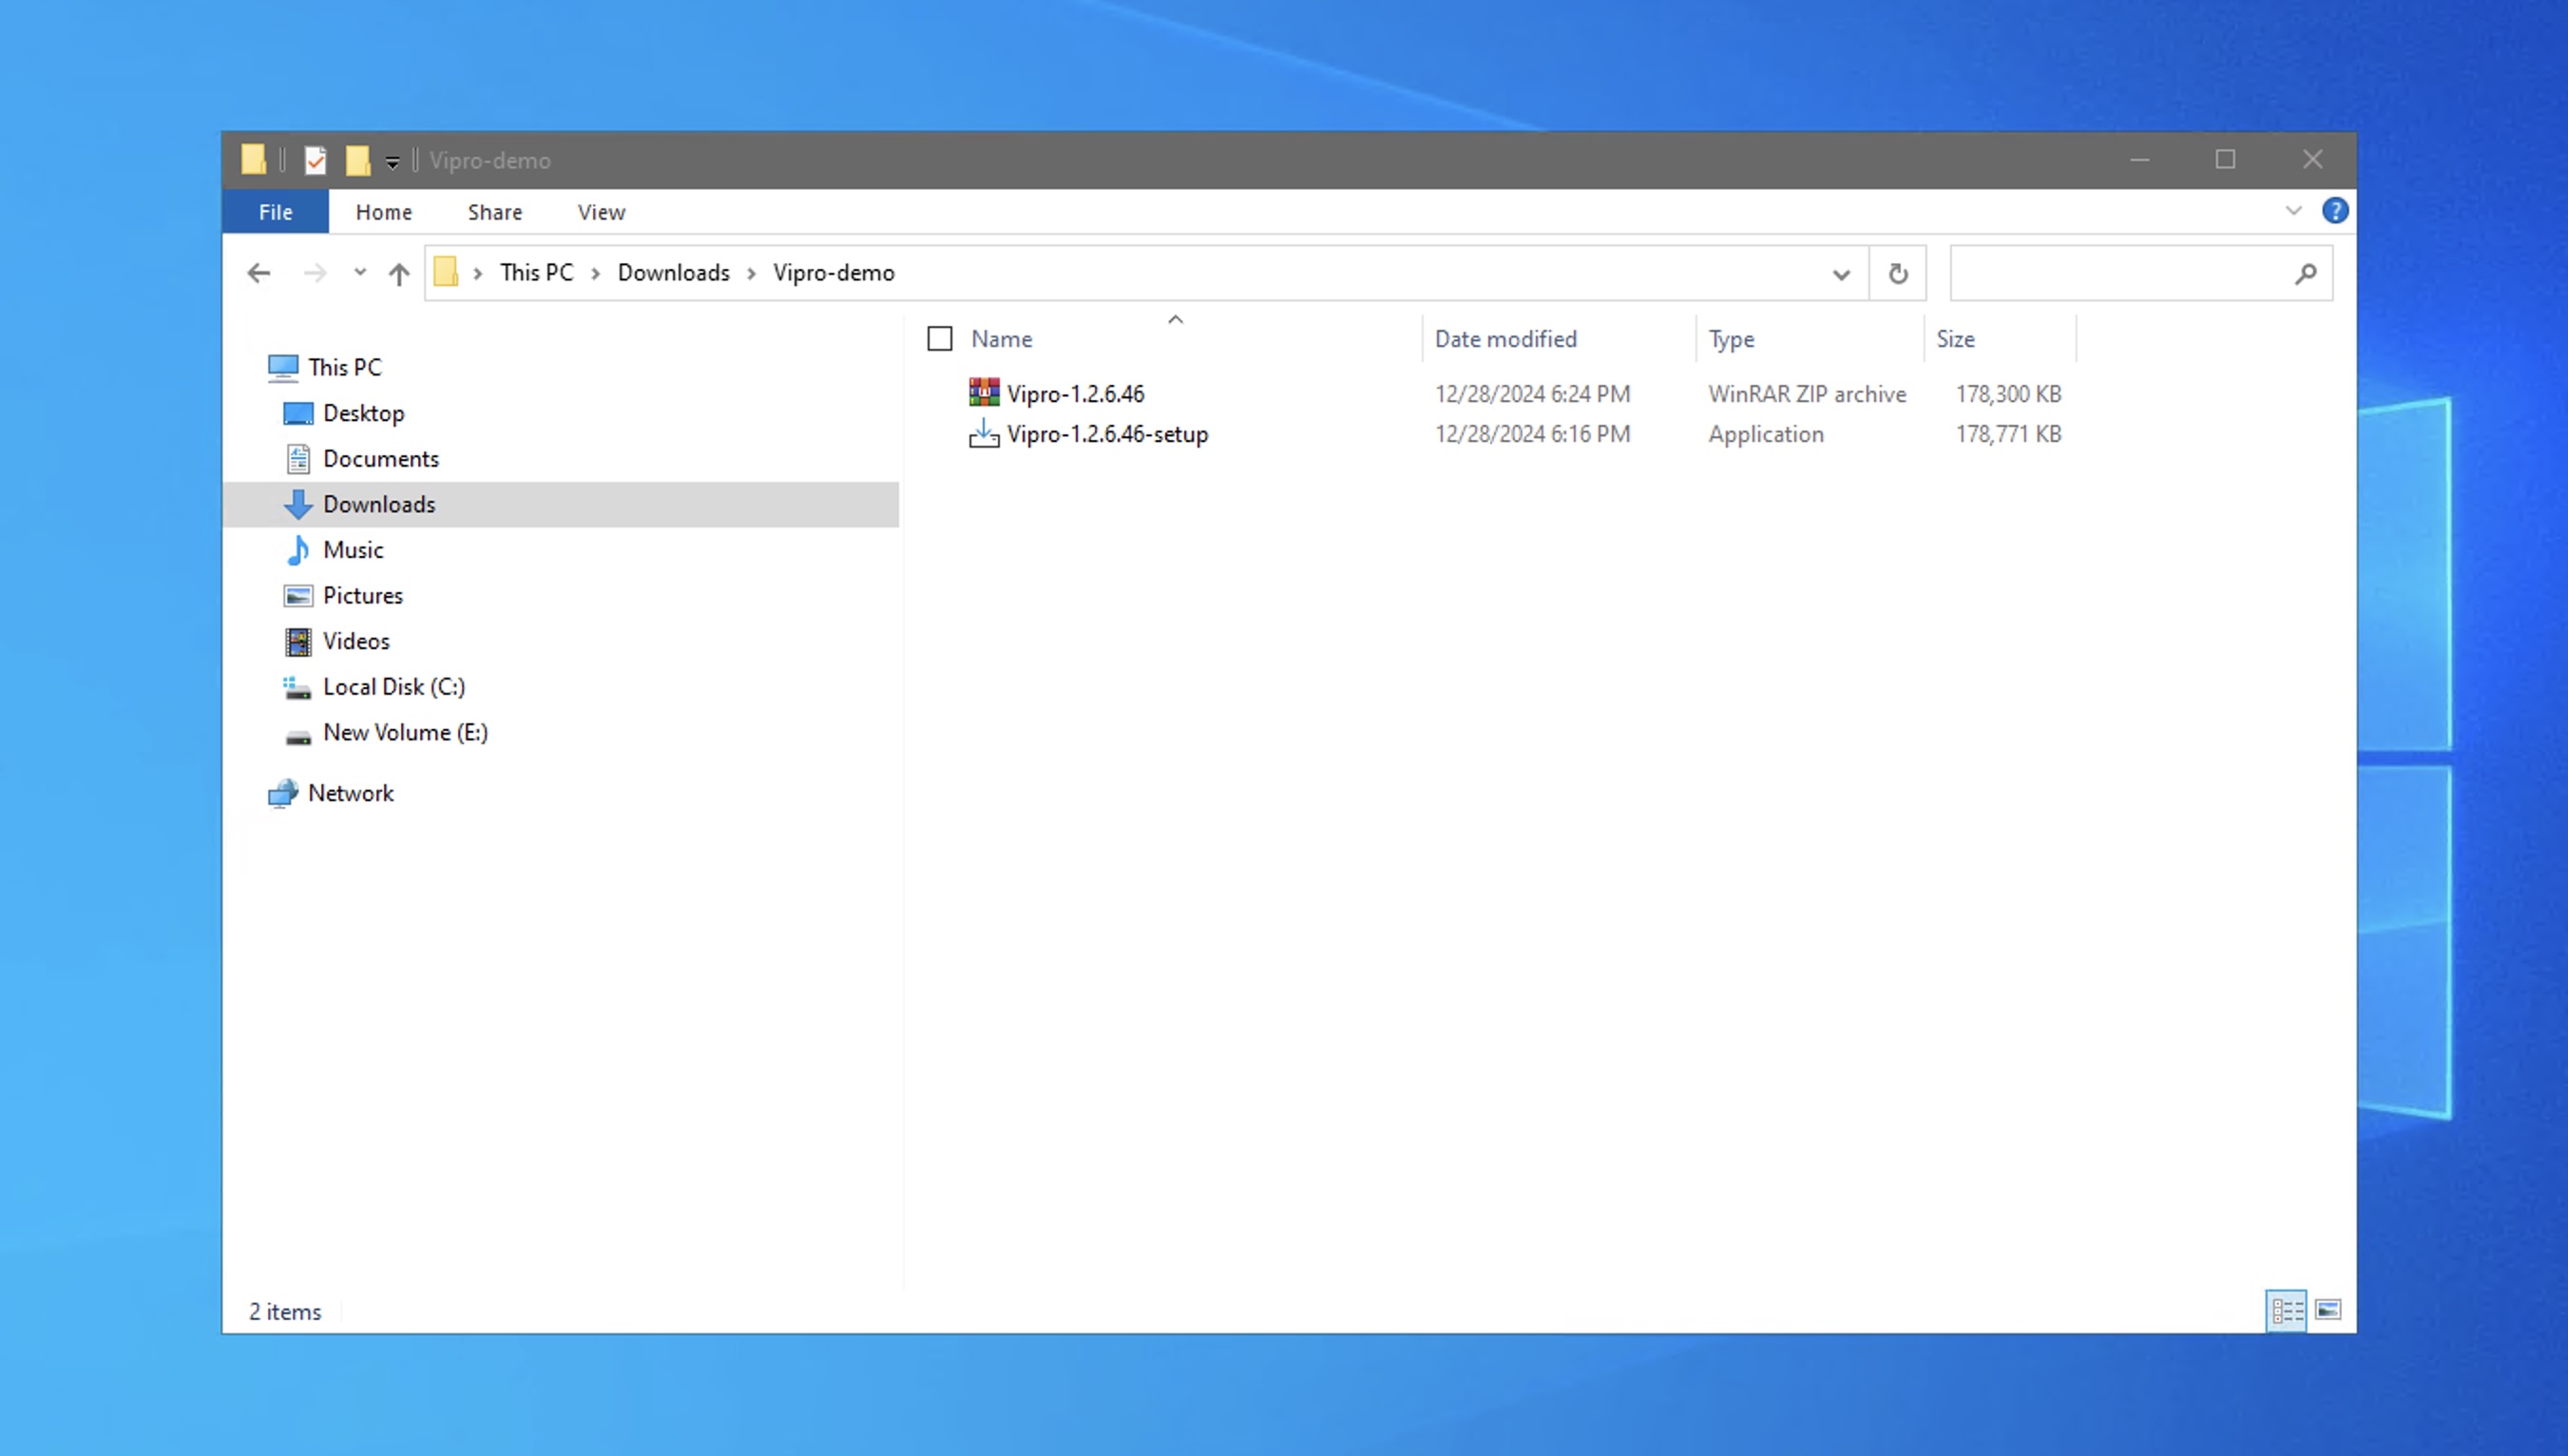 Vipro-demo
File Home Share View
This PC > Downloads > Vipro-demo
Name Date modified Type Size
Vipro-1.2.6.46 12/28/2024 6:24 PM WinRAR ZIP archive 178,300 KB
Vipro-1.2.6.46-setup 12/28/2024 6:16 PM Application 178,771 KB
This PC
Desktop
Documents
Downloads
Music
Pictures
Videos
Local Disk (C:)
New Volume (E:)
Network
2 items